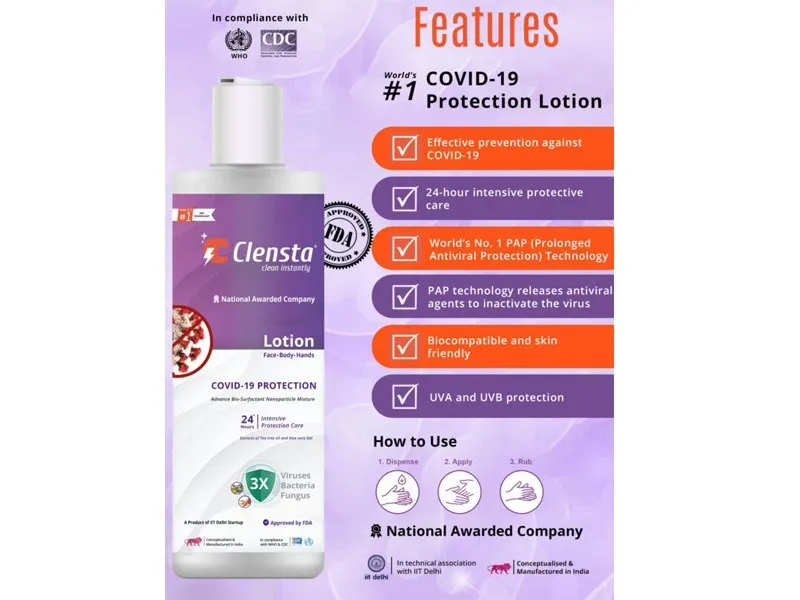 In compliance with
WHO
CDC
Features
World's
#1
COVID-19
Protection Lotion
Effective prevention against
COVID-19
24-hour intensive protective
care
World's No. 1 PAP (Prolonged
Antiviral Protection) Technology
PAP technology releases antiviral
agents to inactivate the virus
Biocompatible and skin
friendly
UVA and UVB protection
APPROVED
FDA
#1
Clensta
clean instantly
National Awarded Company
Lotion
Face-Body-Hands
COVID-19 PROTECTION
Advance Bio-Surfactant Nanoparticle Mixture
24
Hours
Intensive
Protection Care
Extracts of Tea tree oil and Aloe vera Gel
3X
Viruses
Bacteria
Fungus
A Product of IIT Delhi Startup
Approved by FDA
Conceptualised &
Manufactured in India
In compliance
with WHO & CDC
How to Use
1. Dispense
2. Apply
3. Rub
National Awarded Company
iit delhi
In technical association
with IIT Delhi
Conceptualised &
Manufactured in India